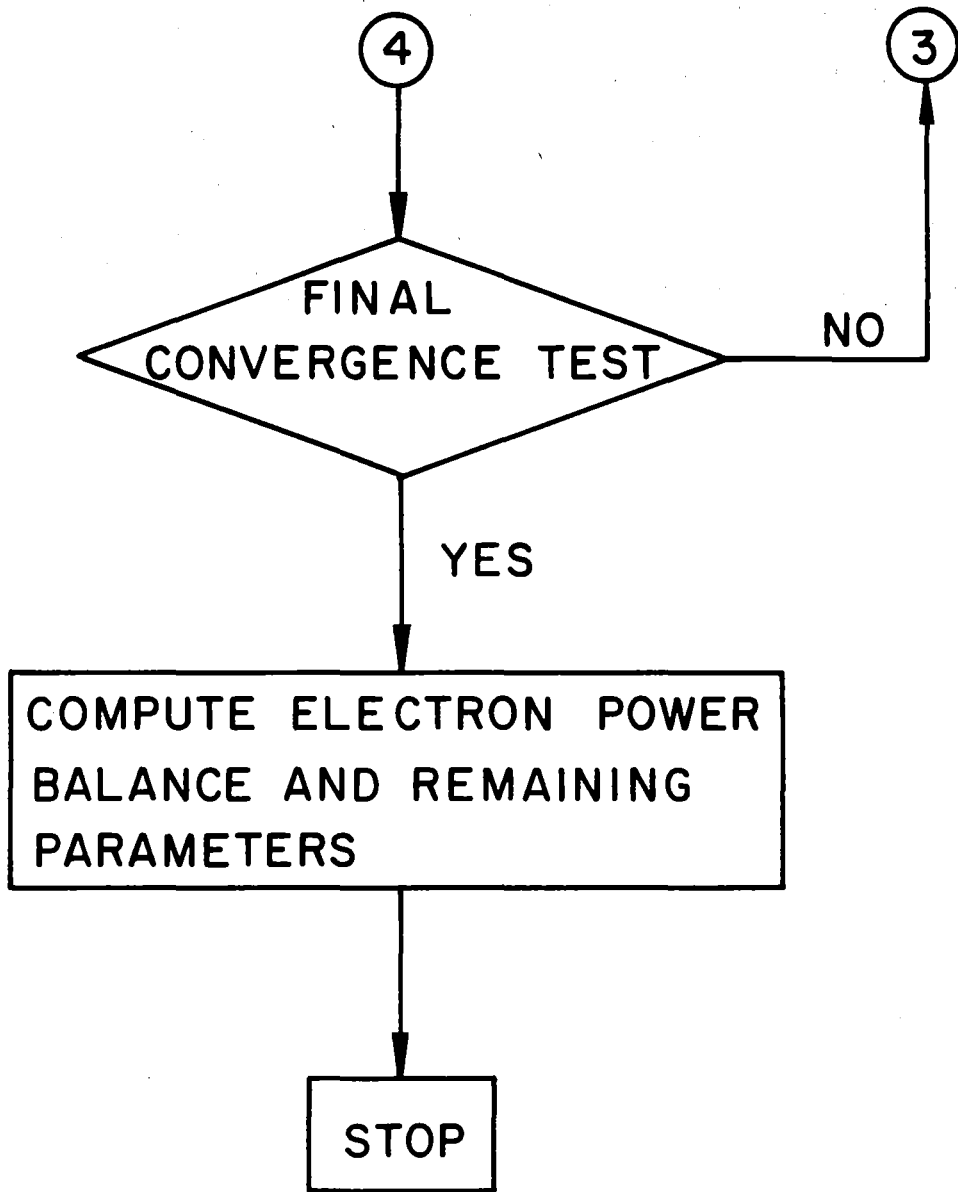 4
3
FINAL
CONVERGENCE TEST
NO
YES
COMPUTE ELECTRON POWER
BALANCE AND REMAINING
PARAMETERS
STOP